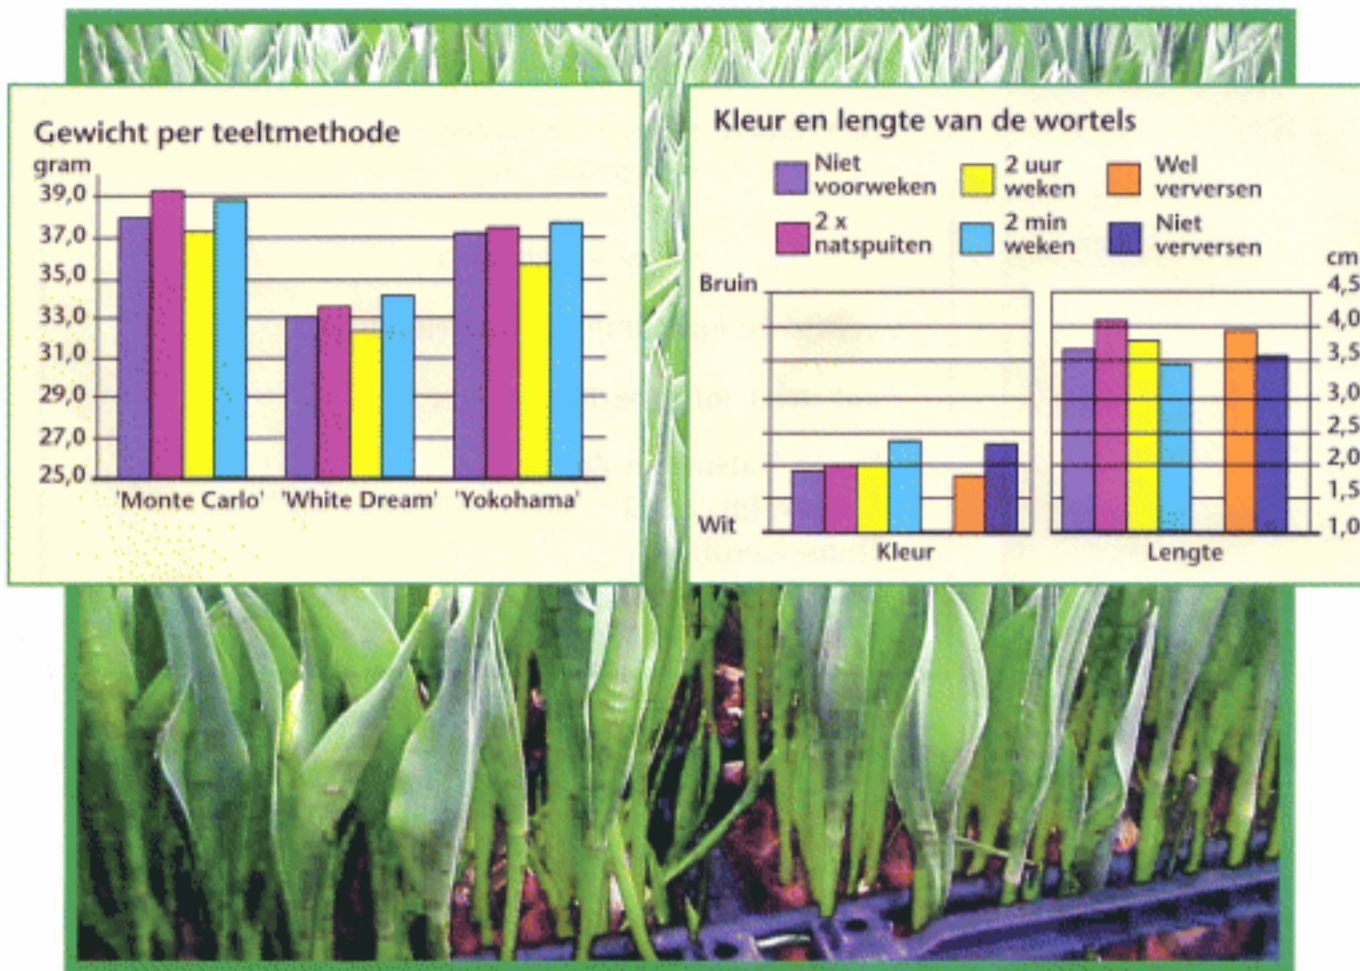 Gewicht per teeltmethode
gram
39,0
37,0
35,0
33,0
31,0
29,0
27,0
25,0
'Monte Carlo' 'White Dream' 'Yokohama'
Kleur en lengte van de wortels
Niet voorweken
2 uur weken
Wel verversen
2 x natspuiten
2 min weken
Niet verversen
Bruin
Wit
Kleur
cm
4,5
4,0
3,5
3,0
2,5
2,0
1,5
1,0
Lengte